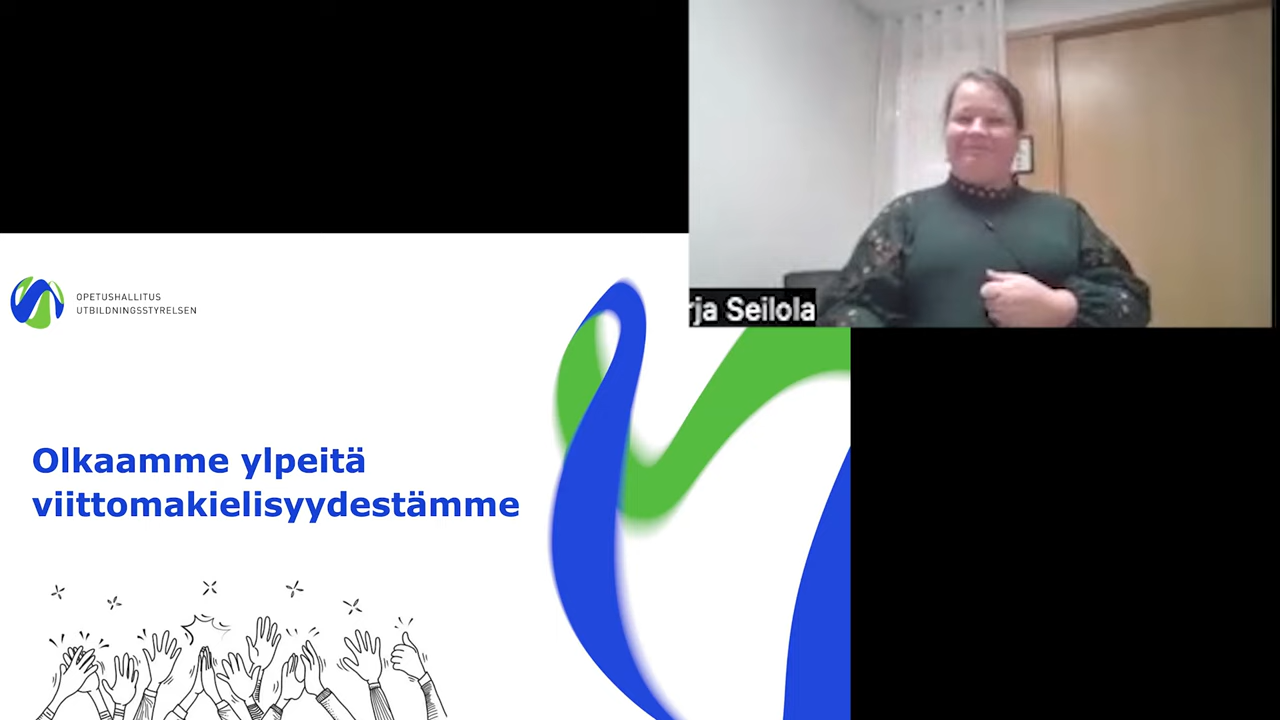 OPETUSHALLITUS
UTBILDNINGSSTYRELSEN
rja Seilola
Olkaamme ylpeitä
viittomakielisyydestämme